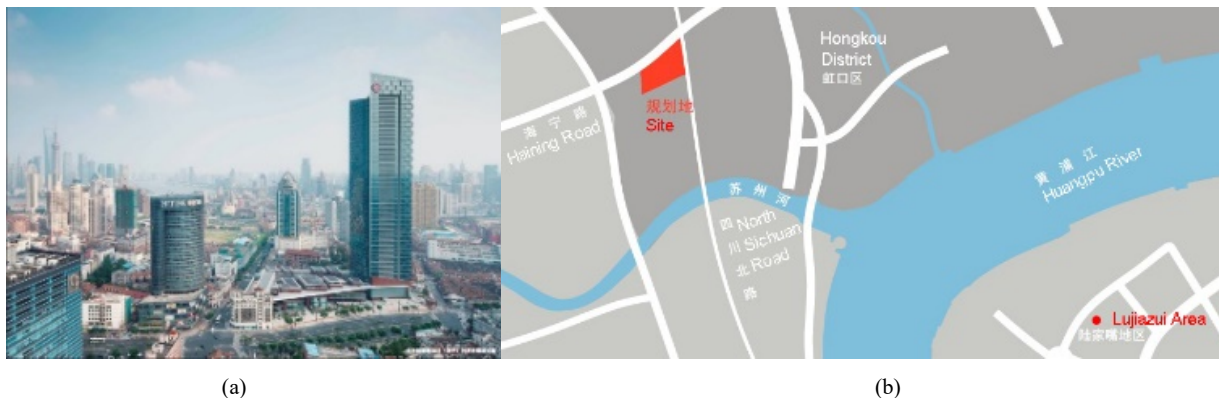 Hongkou
District
虹口区
规划地
Site
海宁路
Haining Road
苏州河
四川北路
North
Sichuan
Road
黄浦江
Huangpu River
Lujiazui Area
陆家嘴地区
(a)
(b)